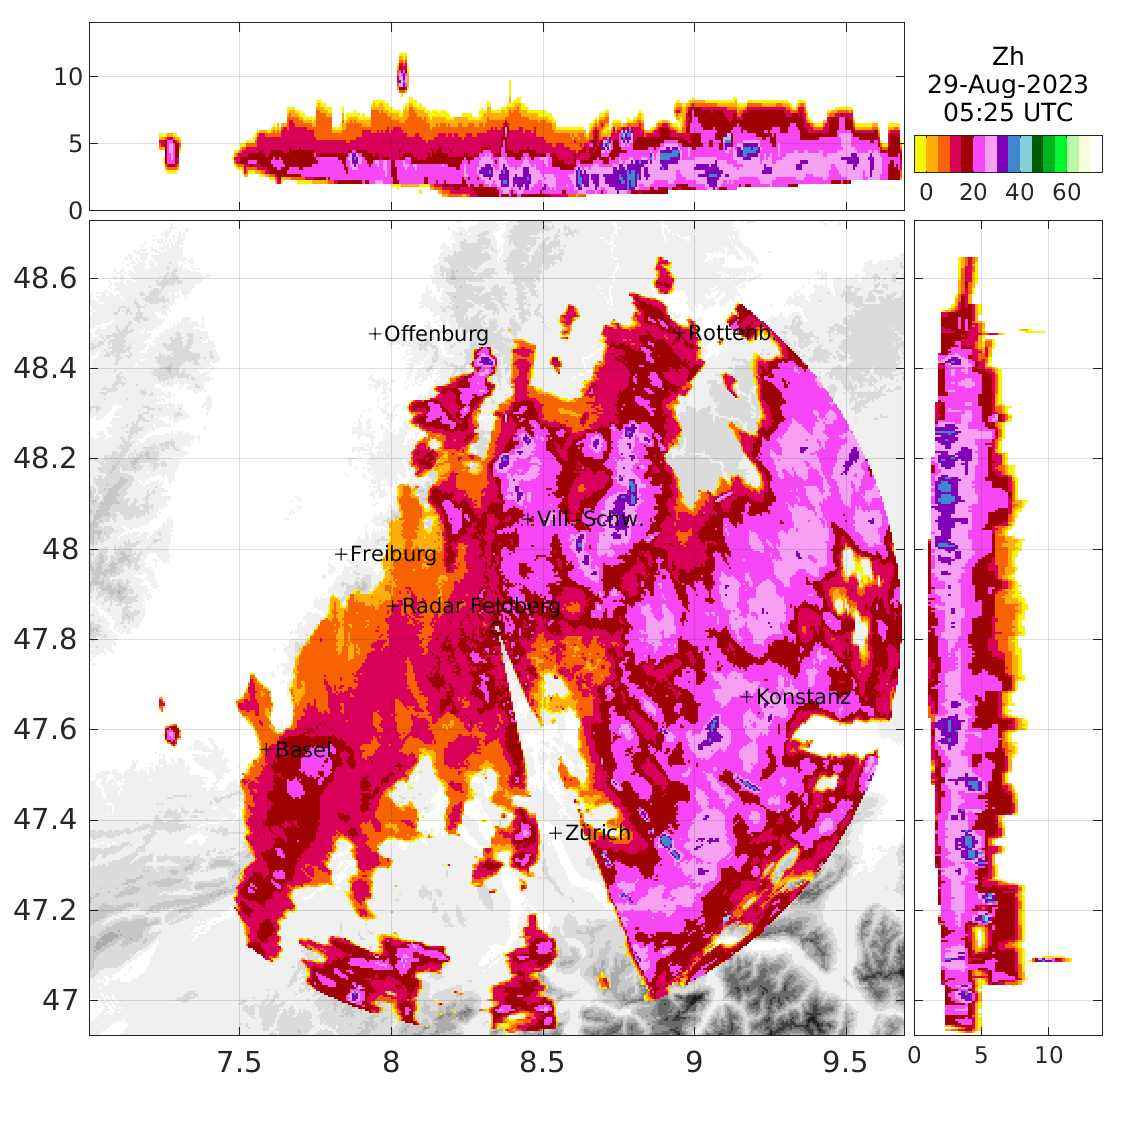 Zh
29-Aug-2023
05:25 UTC
0 20 40 60
10
5
0
48.6
48.4
48.2
48
47.8
47.6
47.4
47.2
47
+Offenburg
+Rottenb.
+Vill.-Schw.
+Freiburg
+Radar Feldberg
+Konstanz
+Basel
+Zürich
7.5 8 8.5 9 9.5
0 5 10